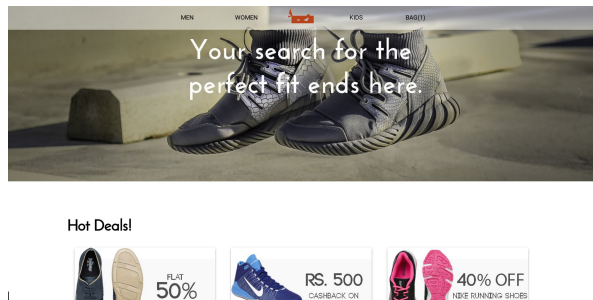 MEN WOMEN KIDS BAG(1)
Your search for the
perfect fit ends here.
Hot Deals!
FLAT
50%
RS. 500
CASHBACK ON
40% OFF
NIKE RUNNING SHOES